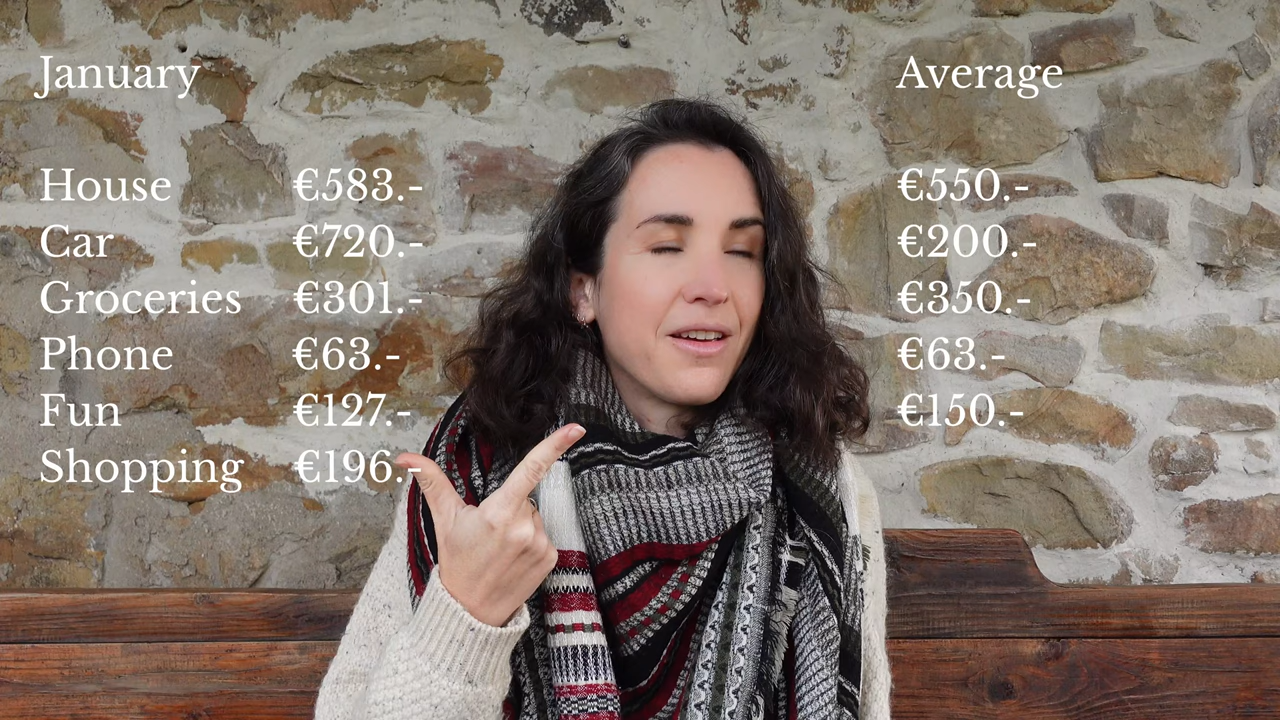 January Average
House €583.- €550.-
Car €720.- €200.-
Groceries €301.- €350.-
Phone €63.- €63.-
Fun €127.- €150.-
Shopping €196.-